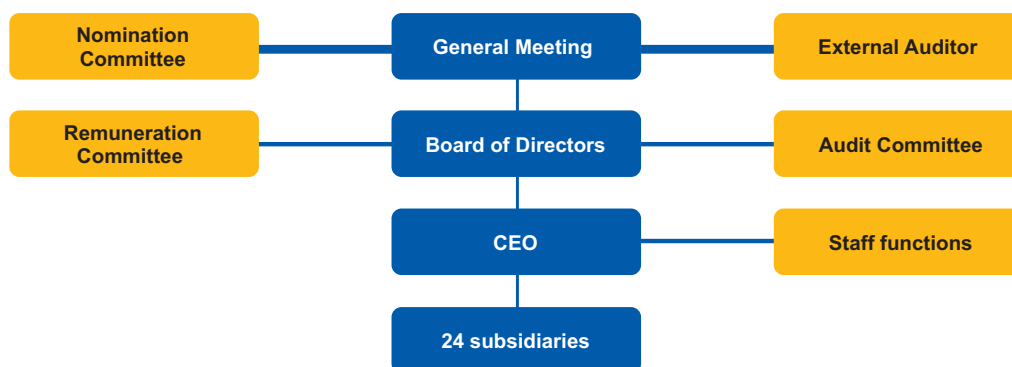 Nomination
Committee
General Meeting
External Auditor
Remuneration
Committee
Board of Directors
Audit Committee
CEO
Staff functions
24 subsidiaries